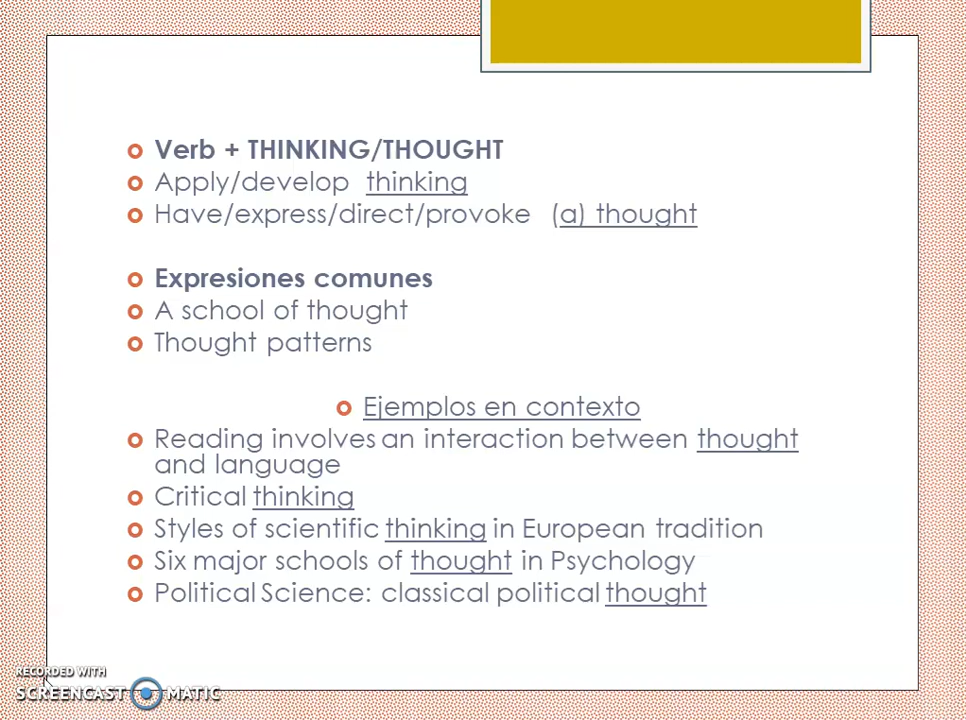 Verb + THINKING/THOUGHT
Apply/develop thinking
Have/express/direct/provoke (a) thought
Expresiones comunes
A school of thought
Thought patterns
Ejemplos en contexto
Reading involves an interaction between thought
and language
Critical thinking
Styles of scientific thinking in European tradition
Six major schools of thought in Psychology
Political Science: classical political thought
RECORDED WITH
SCREENCAST MATIC